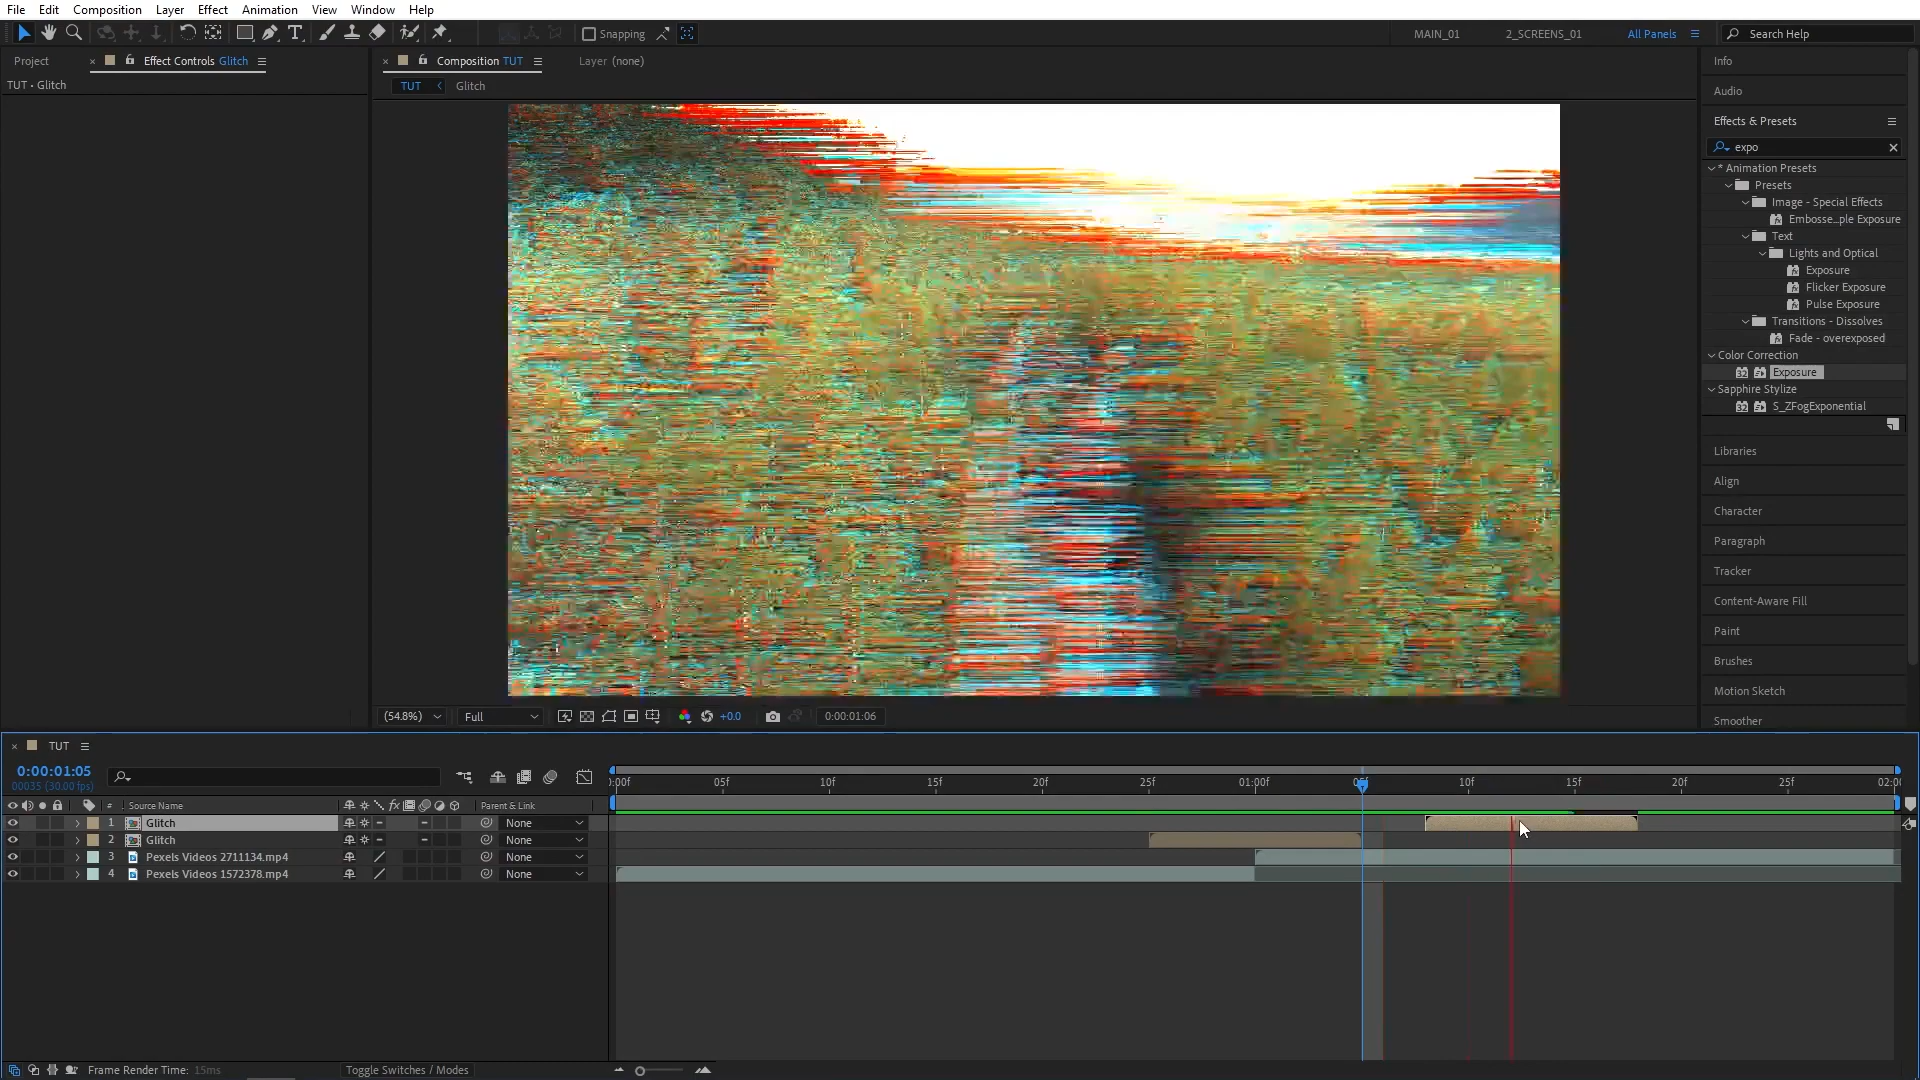 File Edit Composition Layer Effect Animation View Window Help
Snapping
MAIN_01 2_SCREENS_01 All Panels Search Help
Project Effect Controls Glitch Composition TUT Layer (none) Info
TUT • Glitch TUT Glitch Audio
Effects & Presets
expo
* Animation Presets
Presets
Image - Special Effects
Embosse...ple Exposure
Text
Lights and Optical
Exposure
Flicker Exposure
Pulse Exposure
Transitions - Dissolves
Fade - overexposed
Color Correction
32 Exposure
Sapphire Stylize
32 S_ZFogExponential
Libraries
Align
Character
Paragraph
Tracker
Content-Aware Fill
Paint
Brushes
Motion Sketch
Smoother
(54.8%) Full +0.0 0:00:01:06
TUT
0:00:01:05
00035 (30.00 fps)
:00f 05f 10f 15f 20f 25f 01:00f 05f 10f 15f 20f 25f 02:00
# Source Name fx Parent & Link
1 Glitch None
2 Glitch None
3 Pexels Videos 2711134.mp4 None
4 Pexels Videos 1572378.mp4 None
Frame Render Time: 15ms Toggle Switches / Modes